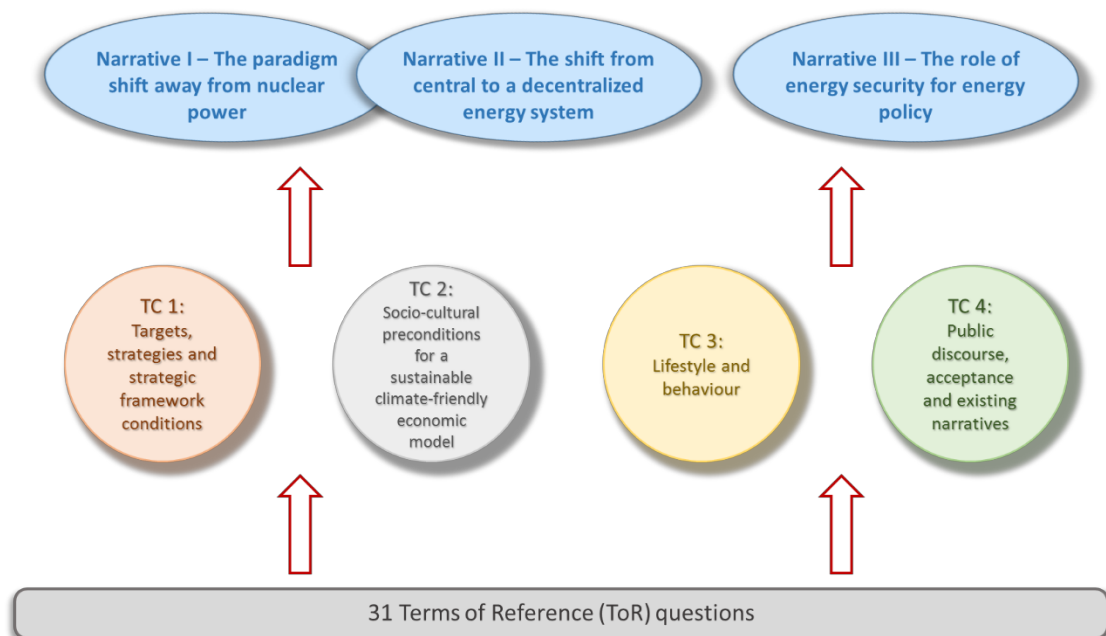 Narrative I – The paradigm
shift away from nuclear
power
Narrative II – The shift from
central to a decentralized
energy system
Narrative III – The role of
energy security for energy
policy
TC 1:
Targets,
strategies and
strategic
framework
conditions
TC 2:
Socio-cultural
preconditions
for a
sustainable
climate-friendly
economic
model
TC 3:
Lifestyle and
behaviour
TC 4:
Public
discourse,
acceptance
and existing
narratives
31 Terms of Reference (ToR) questions